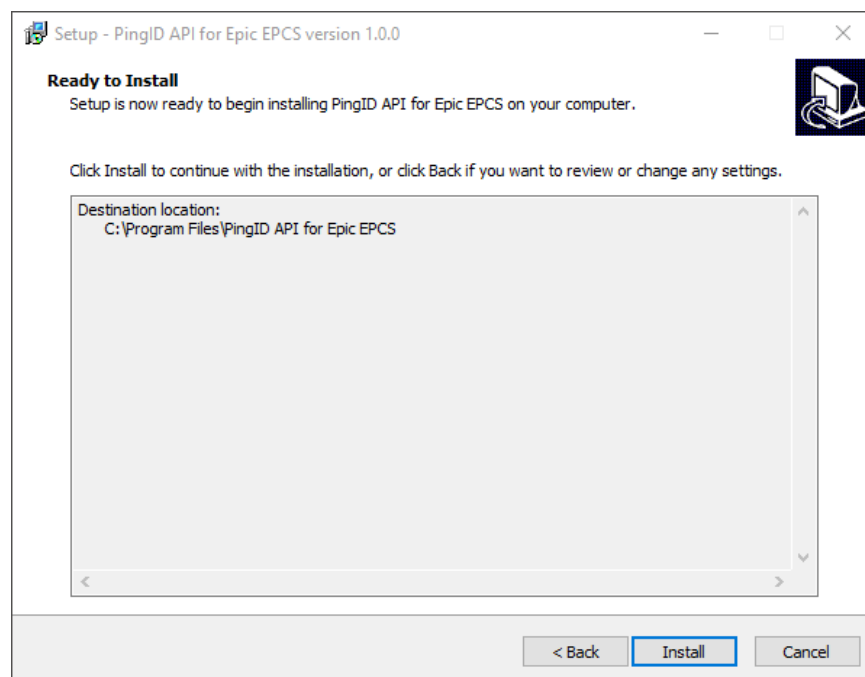 Setup - PingID API for Epic EPCS version 1.0.0
Ready to Install
Setup is now ready to begin installing PingID API for Epic EPCS on your computer.
Click Install to continue with the installation, or click Back if you want to review or change any settings.
Destination location:
C:\Program Files\PingID API for Epic EPCS
< Back
Install
Cancel